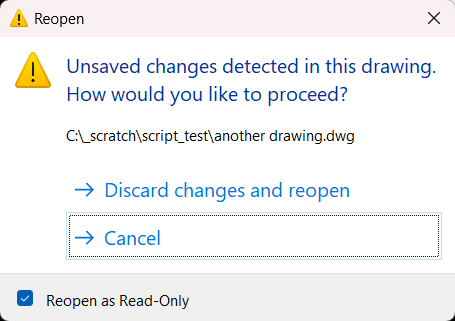 Reopen
Unsaved changes detected in this drawing.
How would you like to proceed?
C:\_scratch\script_test\another drawing.dwg
Discard changes and reopen
Cancel
Reopen as Read-Only